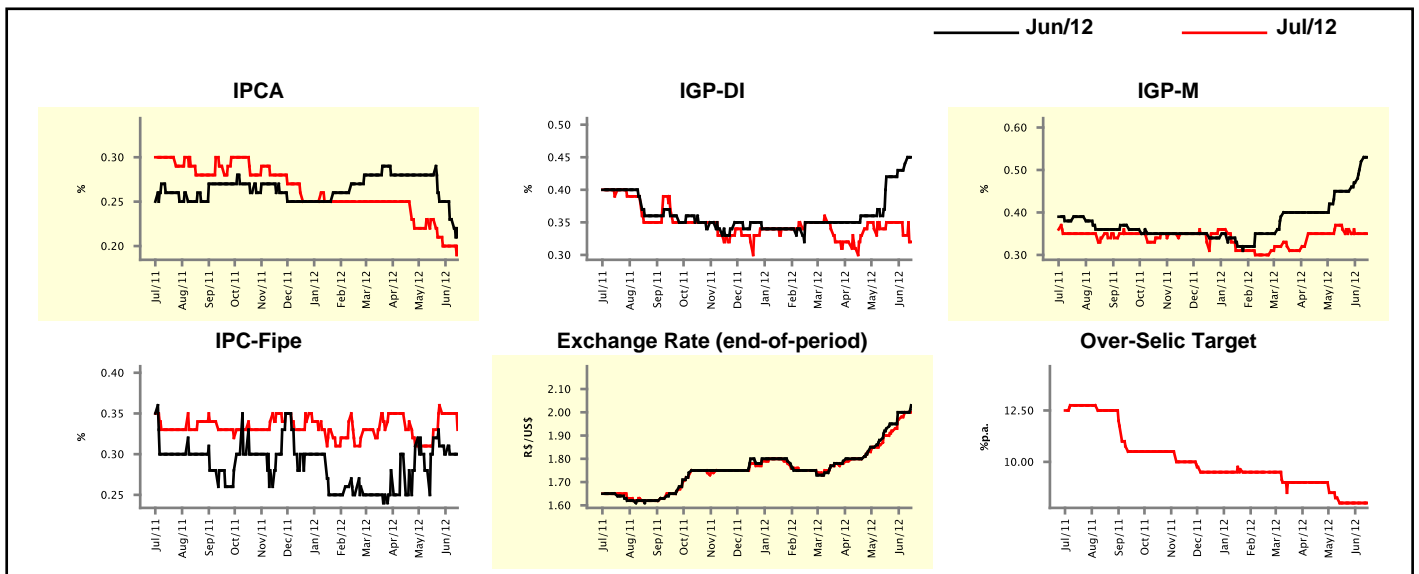 Jun/12 Jul/12
IPCA
%
0.30
0.25
0.20
Jul/11 Aug/11 Sep/11 Oct/11 Nov/11 Dec/11 Jan/12 Feb/12 Mar/12 Apr/12 May/12 Jun/12
IGP-DI
%
0.50
0.45
0.40
0.35
0.30
Jul/11 Aug/11 Sep/11 Oct/11 Nov/11 Dec/11 Jan/12 Feb/12 Mar/12 Apr/12 May/12 Jun/12
IGP-M
%
0.60
0.50
0.40
0.30
Jul/11 Aug/11 Sep/11 Oct/11 Nov/11 Dec/11 Jan/12 Feb/12 Mar/12 Apr/12 May/12 Jun/12
IPC-Fipe
%
0.40
0.35
0.30
0.25
Jul/11 Aug/11 Sep/11 Oct/11 Nov/11 Dec/11 Jan/12 Feb/12 Mar/12 Apr/12 May/12 Jun/12
Exchange Rate (end-of-period)
R$/US$
2.10
2.00
1.90
1.80
1.70
1.60
Jul/11 Aug/11 Sep/11 Oct/11 Nov/11 Dec/11 Jan/12 Feb/12 Mar/12 Apr/12 May/12 Jun/12
Over-Selic Target
%p.a.
12.50
10.00
Jul/11 Aug/11 Sep/11 Oct/11 Nov/11 Dec/11 Jan/12 Feb/12 Mar/12 Apr/12 May/12 Jun/12